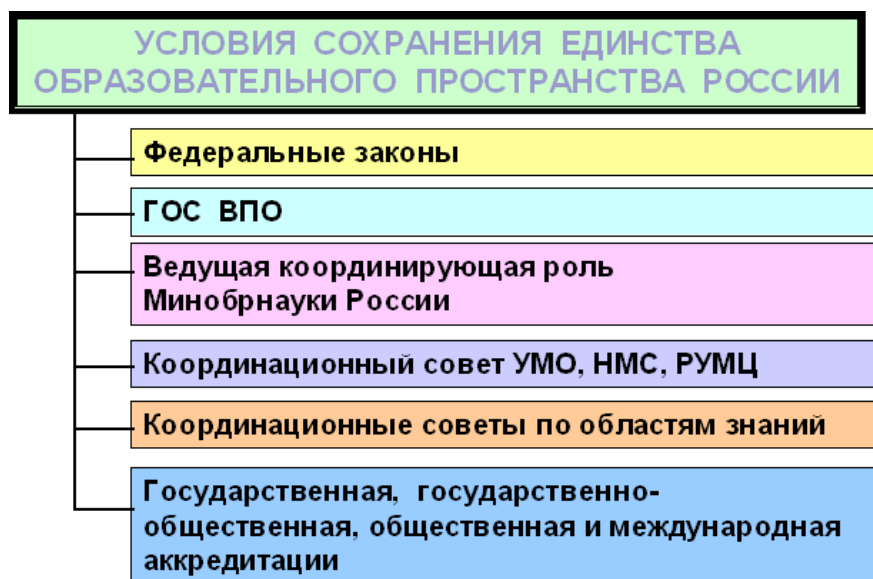 УСЛОВИЯ СОХРАНЕНИЯ ЕДИНСТВА
ОБРАЗОВАТЕЛЬНОГО ПРОСТРАНСТВА РОССИИ
Федеральные законы
ГОС ВПО
Ведущая координирующая роль
Минобрнауки России
Координационный совет УМО, НМС, РУМЦ
Координационные советы по областям знаний
Государственная, государственно-
общественная, общественная и международная
аккредитации